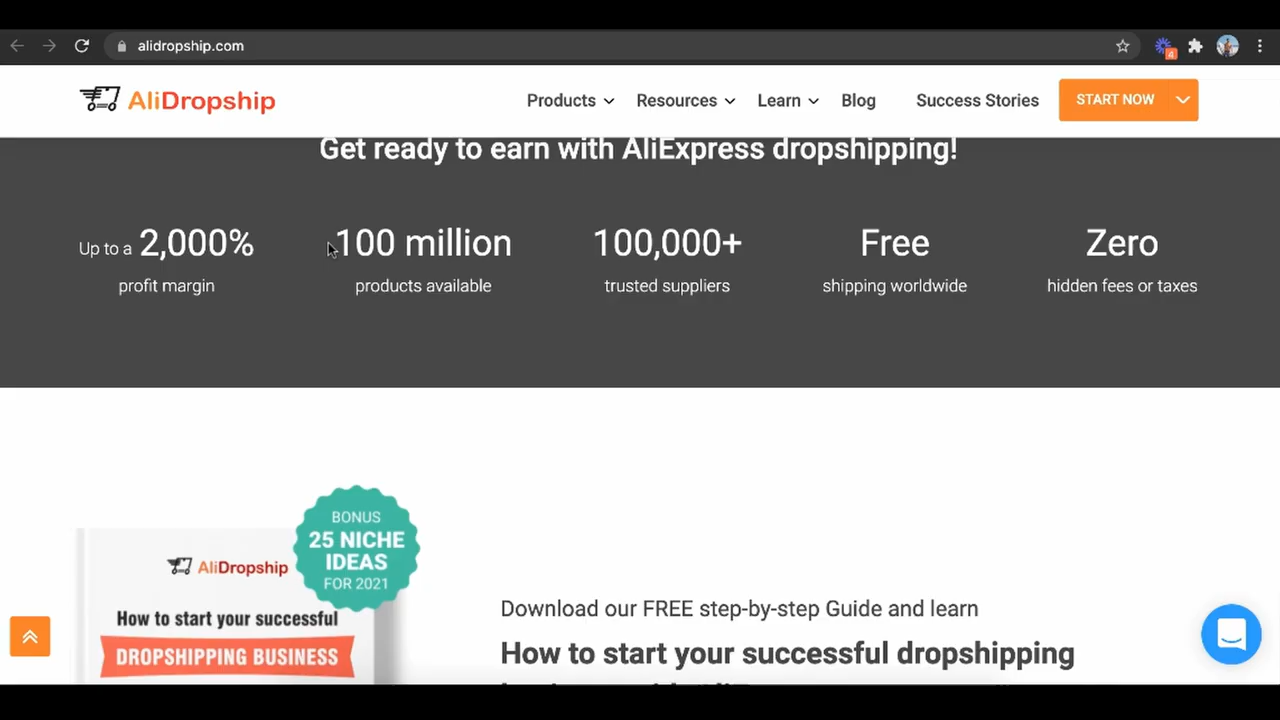 alidropship.com
4
AliDropship
Products
Resources
Learn
Blog
Success Stories
START NOW
Get ready to earn with AliExpress dropshipping!
Up to a 2,000%
profit margin
100 million
products available
100,000+
trusted suppliers
Free
shipping worldwide
Zero
hidden fees or taxes
BONUS
25 NICHE
IDEAS
FOR 2021
AliDropship
How to start your successful
DROPSHIPPING BUSINESS
Download our FREE step-by-step Guide and learn
How to start your successful dropshipping